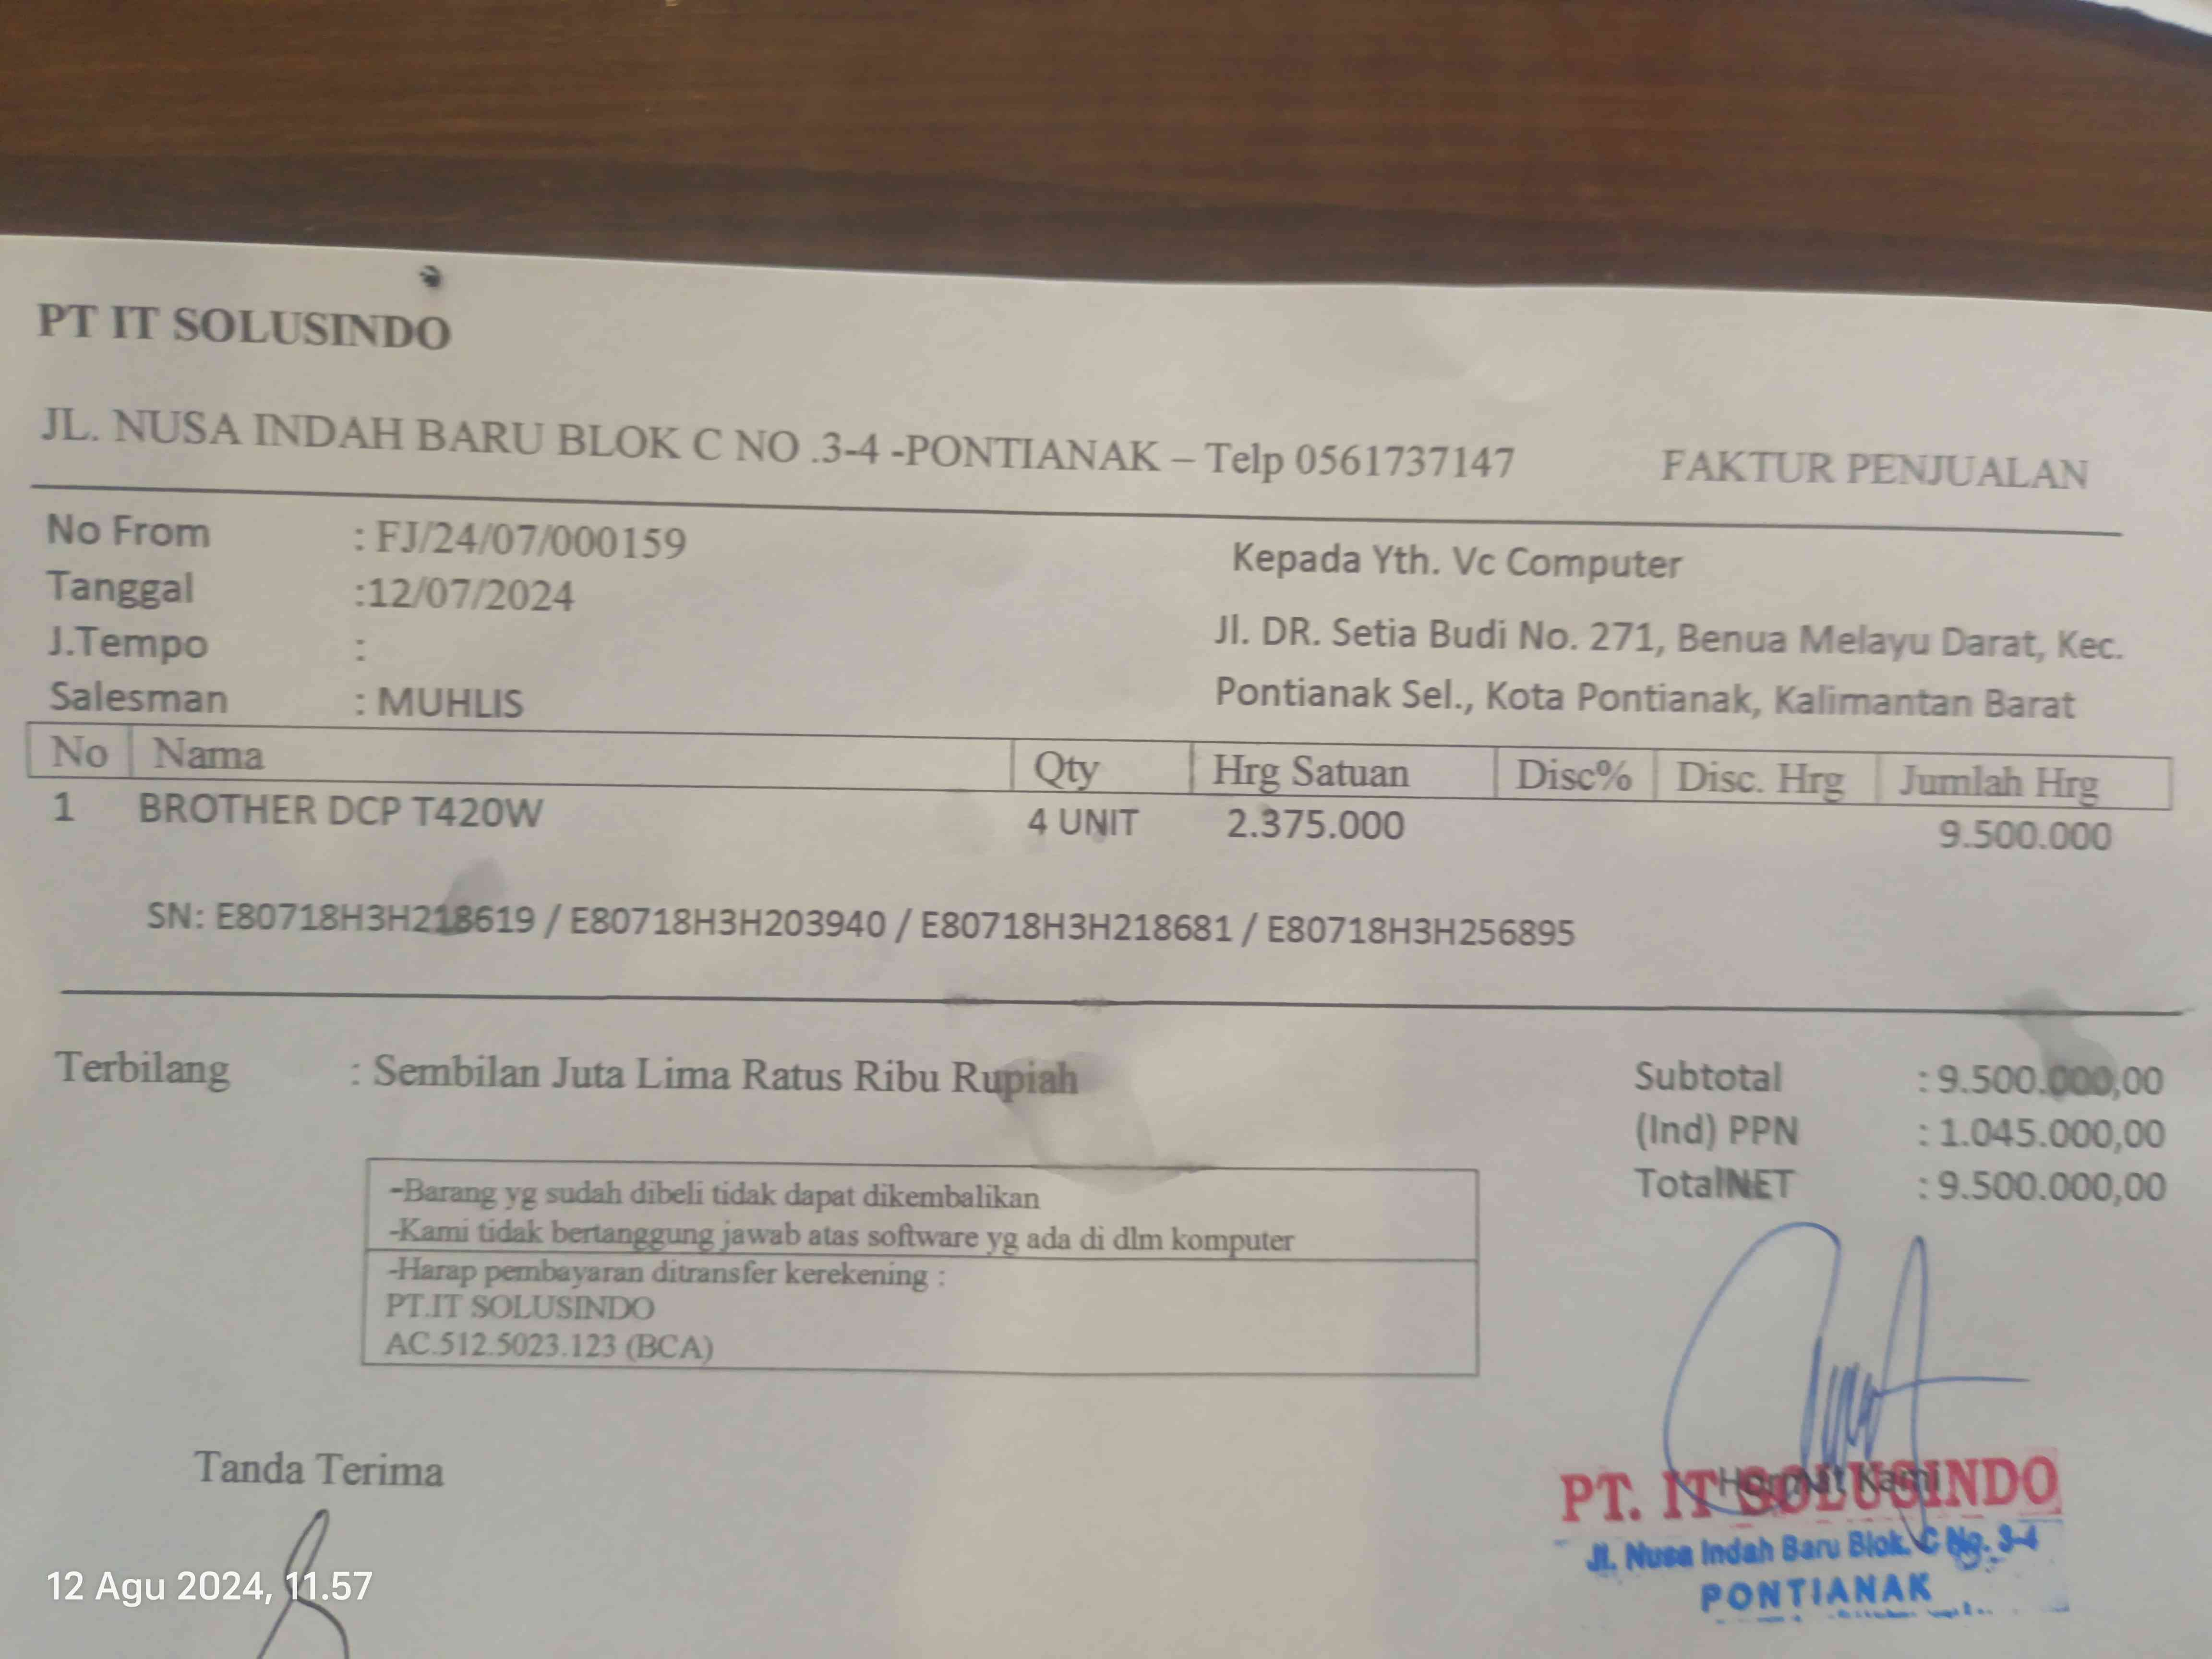 PT IT SOLUSINDO
JL. NUSA INDAH BARU BLOK C NO .3-4 -PONTIANAK – Telp 0561737147 FAKTUR PENJUALAN
No From : FJ/24/07/000159
Tanggal :12/07/2024
J.Tempo :
Salesman : MUHLIS
Kepada Yth. Vc Computer
Jl. DR. Setia Budi No. 271, Benua Melayu Darat, Kec.
Pontianak Sel., Kota Pontianak, Kalimantan Barat
No Nama Qty Hrg Satuan Disc% Disc. Hrg Jumlah Hrg
1 BROTHER DCP T420W 4 UNIT 2.375.000 9.500.000
SN: E80718H3H218619 / E80718H3H203940 / E80718H3H218681 / E80718H3H256895
Terbilang : Sembilan Juta Lima Ratus Ribu Rupiah
Subtotal : 9.500.000,00
(Ind) PPN : 1.045.000,00
TotalNET : 9.500.000,00
-Barang yg sudah dibeli tidak dapat dikembalikan
-Kami tidak bertanggung jawab atas software yg ada di dlm komputer
-Harap pembayaran ditransfer kerekening :
PT.IT SOLUSINDO
AC.512.5023.123 (BCA)
Tanda Terima
Hormat Kami
PT. IT SOLUSINDO
Jl. Nusa Indah Baru Blok. C No. 3-4
PONTIANAK
12 Agu 2024, 11.57